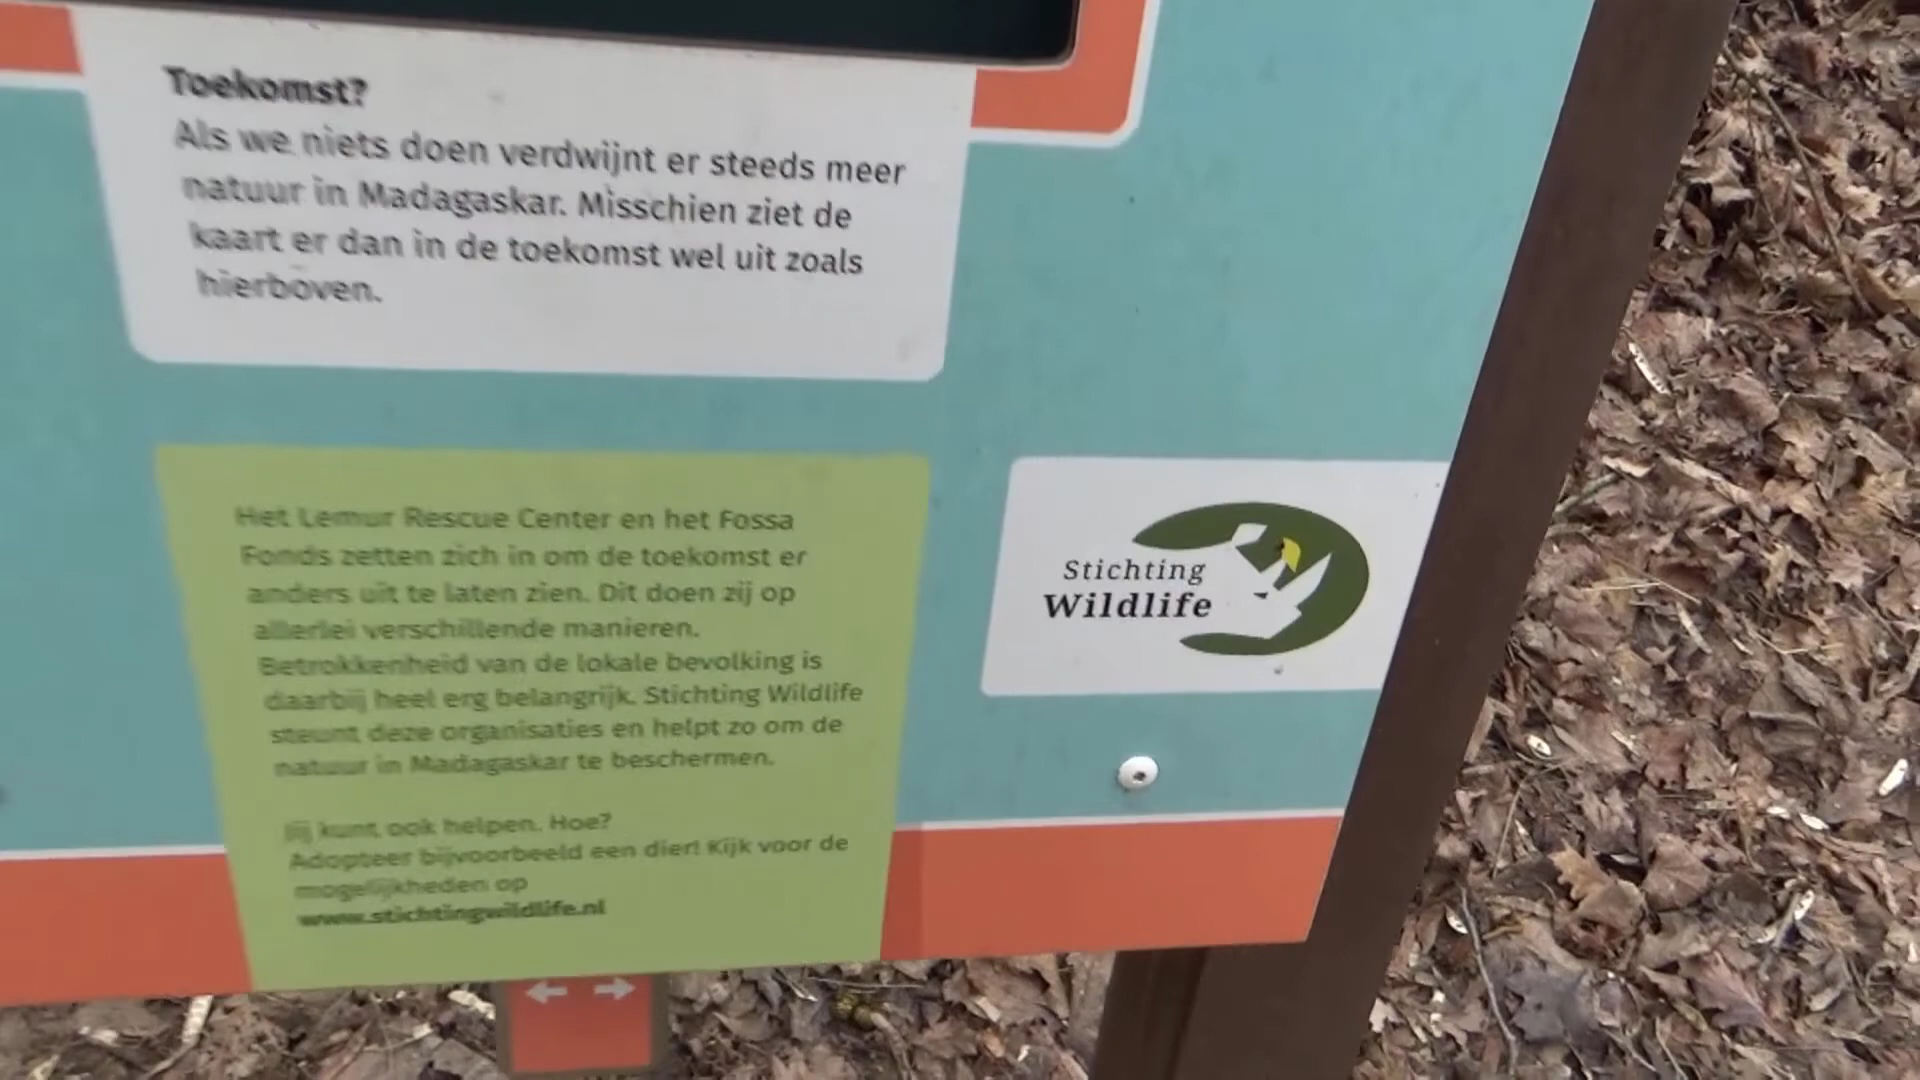 Toekomst?
Als we niets doen verdwijnt er steeds meer
natuur in Madagaskar. Misschien ziet de
kaart er dan in de toekomst wel uit zoals
hierboven.
Het Lemur Rescue Center en het Fossa
Fonds zetten zich in om de toekomst er
anders uit te laten zien. Dit doen zij op
allerlei verschillende manieren.
Betrokkenheid van de lokale bevolking is
daarbij heel erg belangrijk. Stichting Wildlife
steunt deze organisaties en helpt zo om de
natuur in Madagaskar te beschermen.
Jij kunt ook helpen. Hoe?
Adopteer bijvoorbeeld een dier! Kijk voor de
mogelijkheden op
www.stichtingwildlife.nl
Stichting
Wildlife